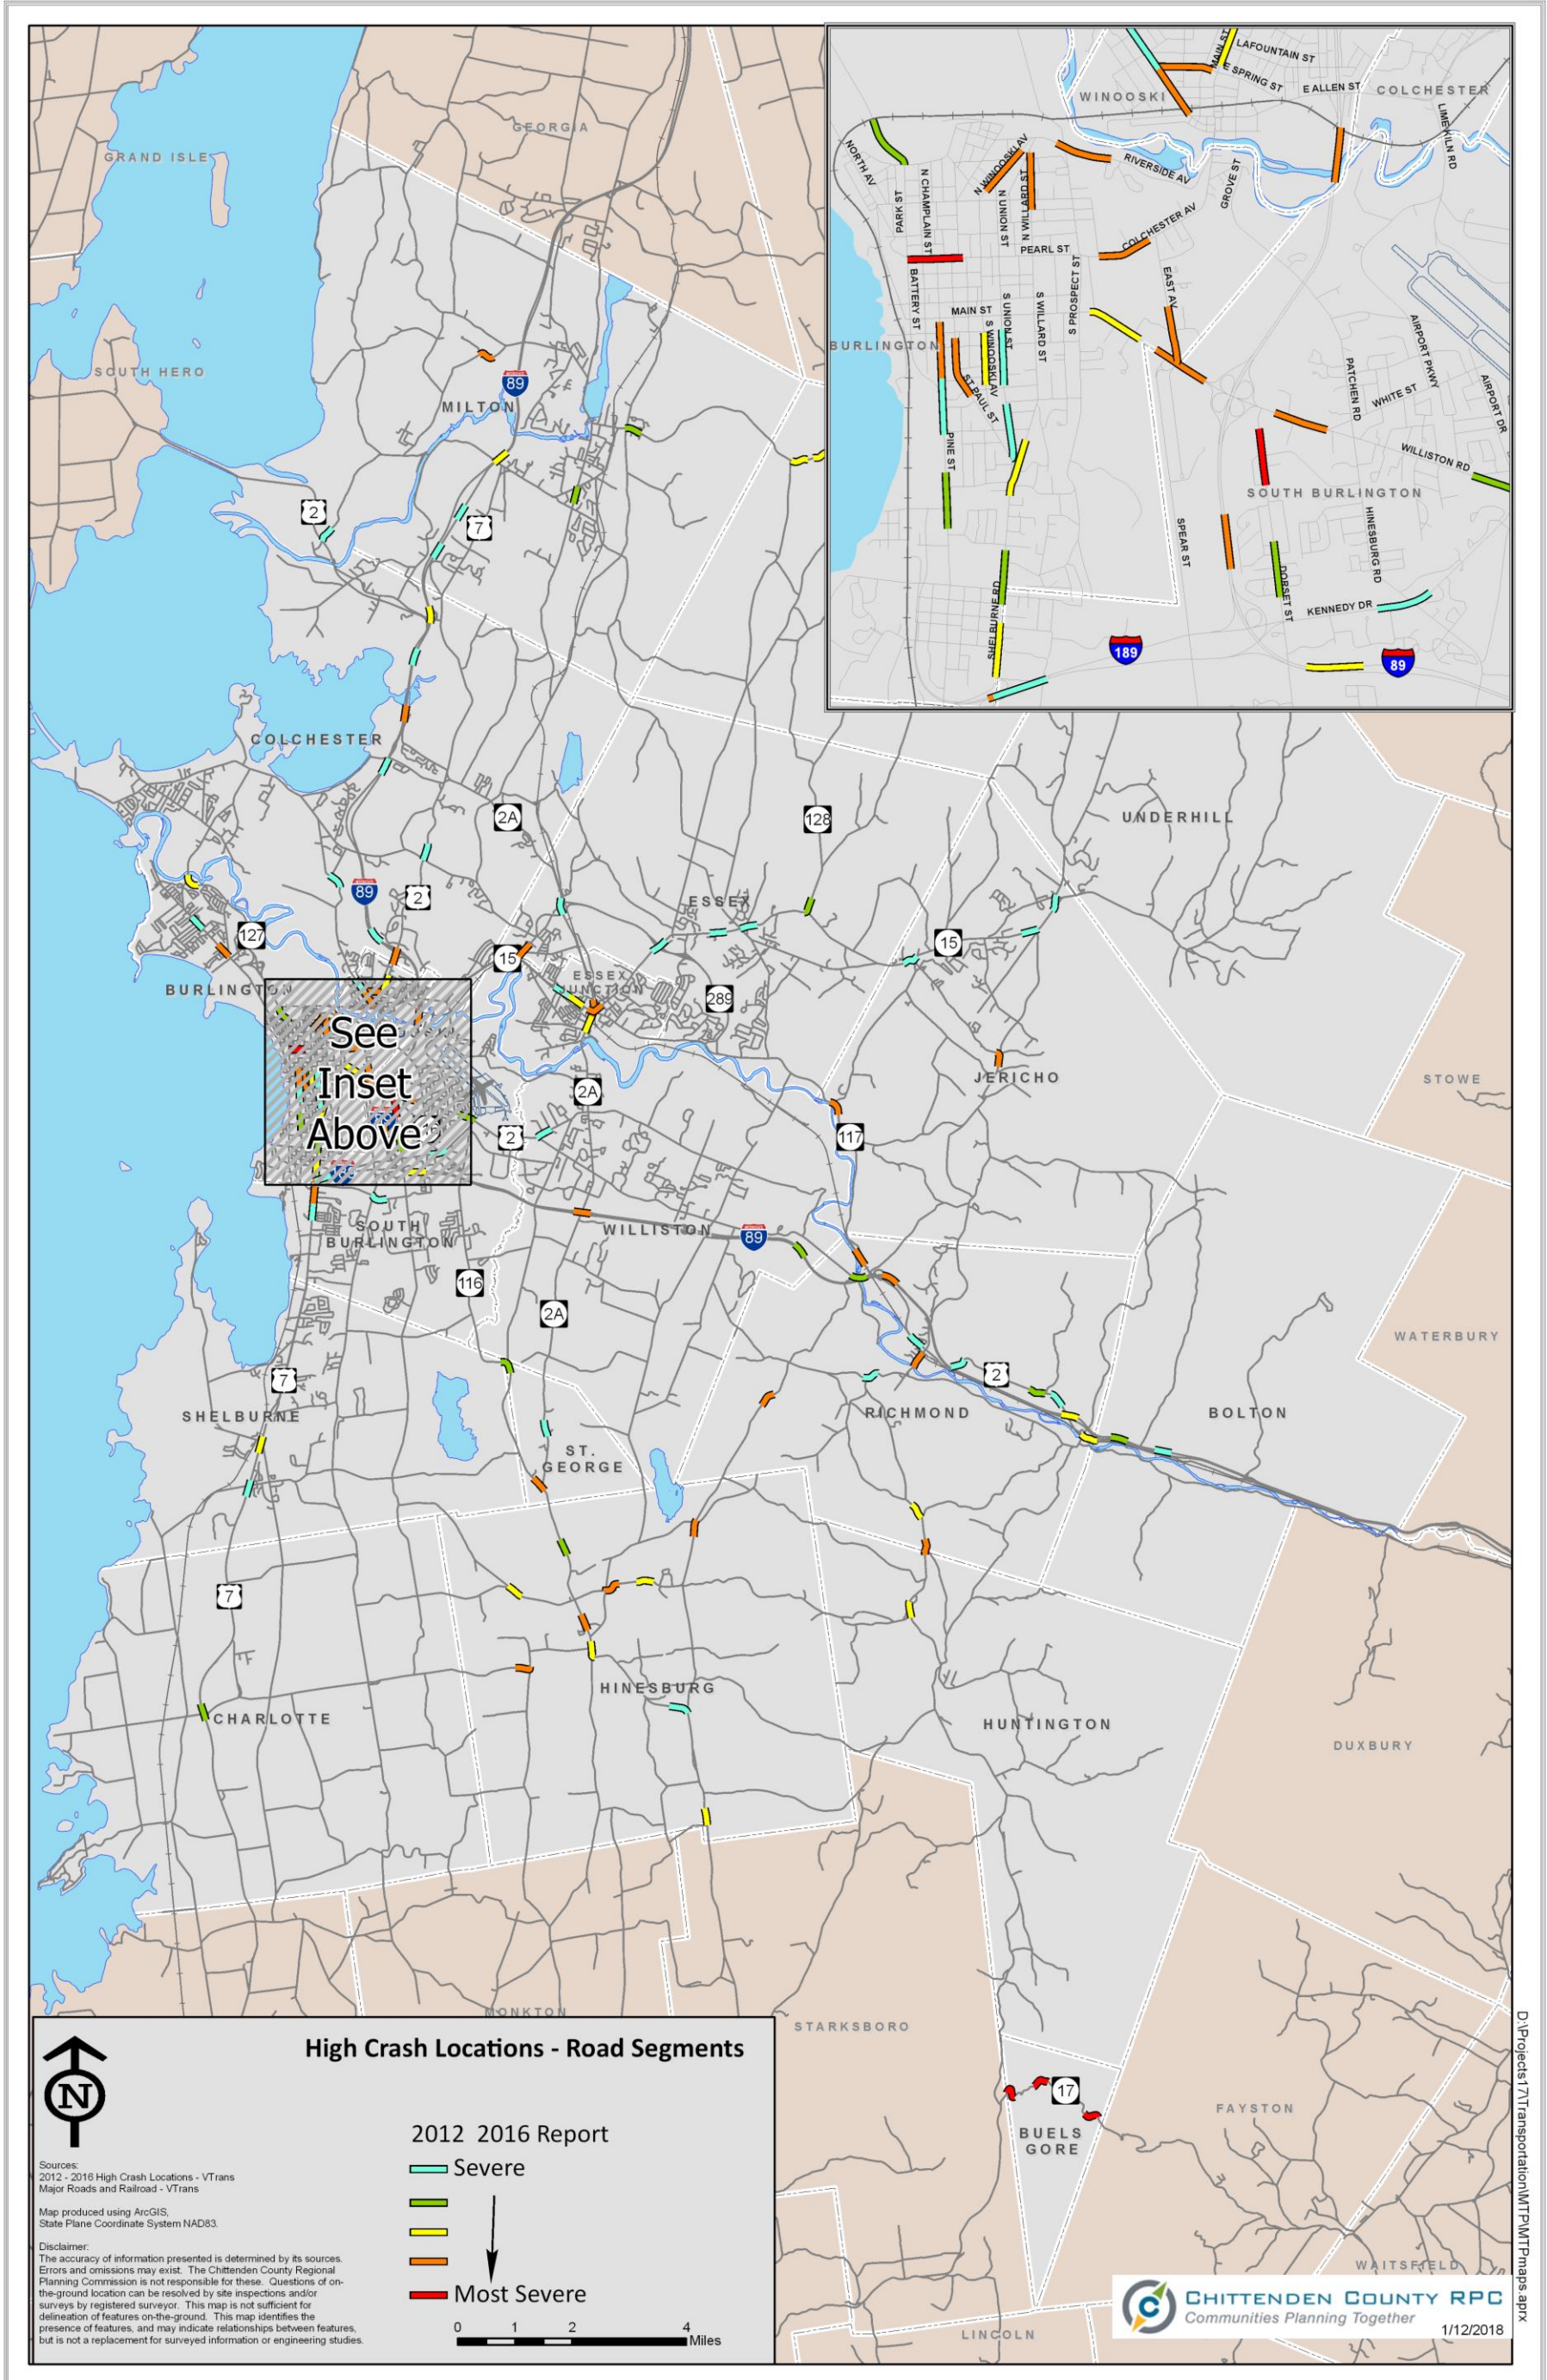 GEORGIA
GRAND ISLE
SOUTH HERO
89
MILTON
2
7
COLCHESTER
2A
128
UNDERHILL
89
2
ESSEX
127
15
15
ESSEX
JUNCTION
289
BURLINGTON
See
Inset
Above
JERICHO
STOWE
2A
117
2
SOUTH
BURLINGTON
WILLISTON
89
116
2A
WATERBURY
7
2
SHELBURNE
RICHMOND
BOLTON
ST.
GEORGE
7
HINESBURG
CHARLOTTE
HUNTINGTON
DUXBURY
MONKTON
STARKSBORO
17
BUELS
GORE
FAYSTON
WAITSFIELD
LINCOLN
MAIN ST
LAFOUNTAIN ST
E SPRING ST
E ALLEN ST
COLCHESTER
WINOOSKI
LIME KILN RD
NORTH AV
N WINOOSKI AV
RIVERSIDE AV
GROVE ST
PARK ST
N CHAMPLAIN ST
N UNION ST
N WILLARD ST
COLCHESTER AV
PEARL ST
BATTERY ST
S PROSPECT ST
EAST AV
MAIN ST
S WINOOSKI AV
S UNION ST
S WILLARD ST
BURLINGTON
AIRPORT PKWY
PATCHEN RD
WHITE ST
AIRPORT DR
ST PAUL ST
PINE ST
WILLISTON RD
SOUTH BURLINGTON
SPEAR ST
HINESBURG RD
DORSET ST
KENNEDY DR
SHELBURNE RD
189
89
High Crash Locations - Road Segments
N
2012 2016 Report
Severe
Most Severe
Sources:
2012 - 2016 High Crash Locations - VTrans
Major Roads and Railroad - VTrans
Map produced using ArcGIS,
State Plane Coordinate System NAD83.
Disclaimer:
The accuracy of information presented is determined by its sources.
Errors and omissions may exist. The Chittenden County Regional
Planning Commission is not responsible for these. Questions of on-
the-ground location can be resolved by site inspections and/or
surveys by registered surveyor. This map is not sufficient for
delineation of features on-the-ground. This map identifies the
presence of features, and may indicate relationships between features,
but is not a replacement for surveyed information or engineering studies.
0 1 2 4
Miles
C
CHITTENDEN COUNTY RPC
Communities Planning Together
1/12/2018
D:\Projects17\Transportation\MTP\MTPmaps.aprx